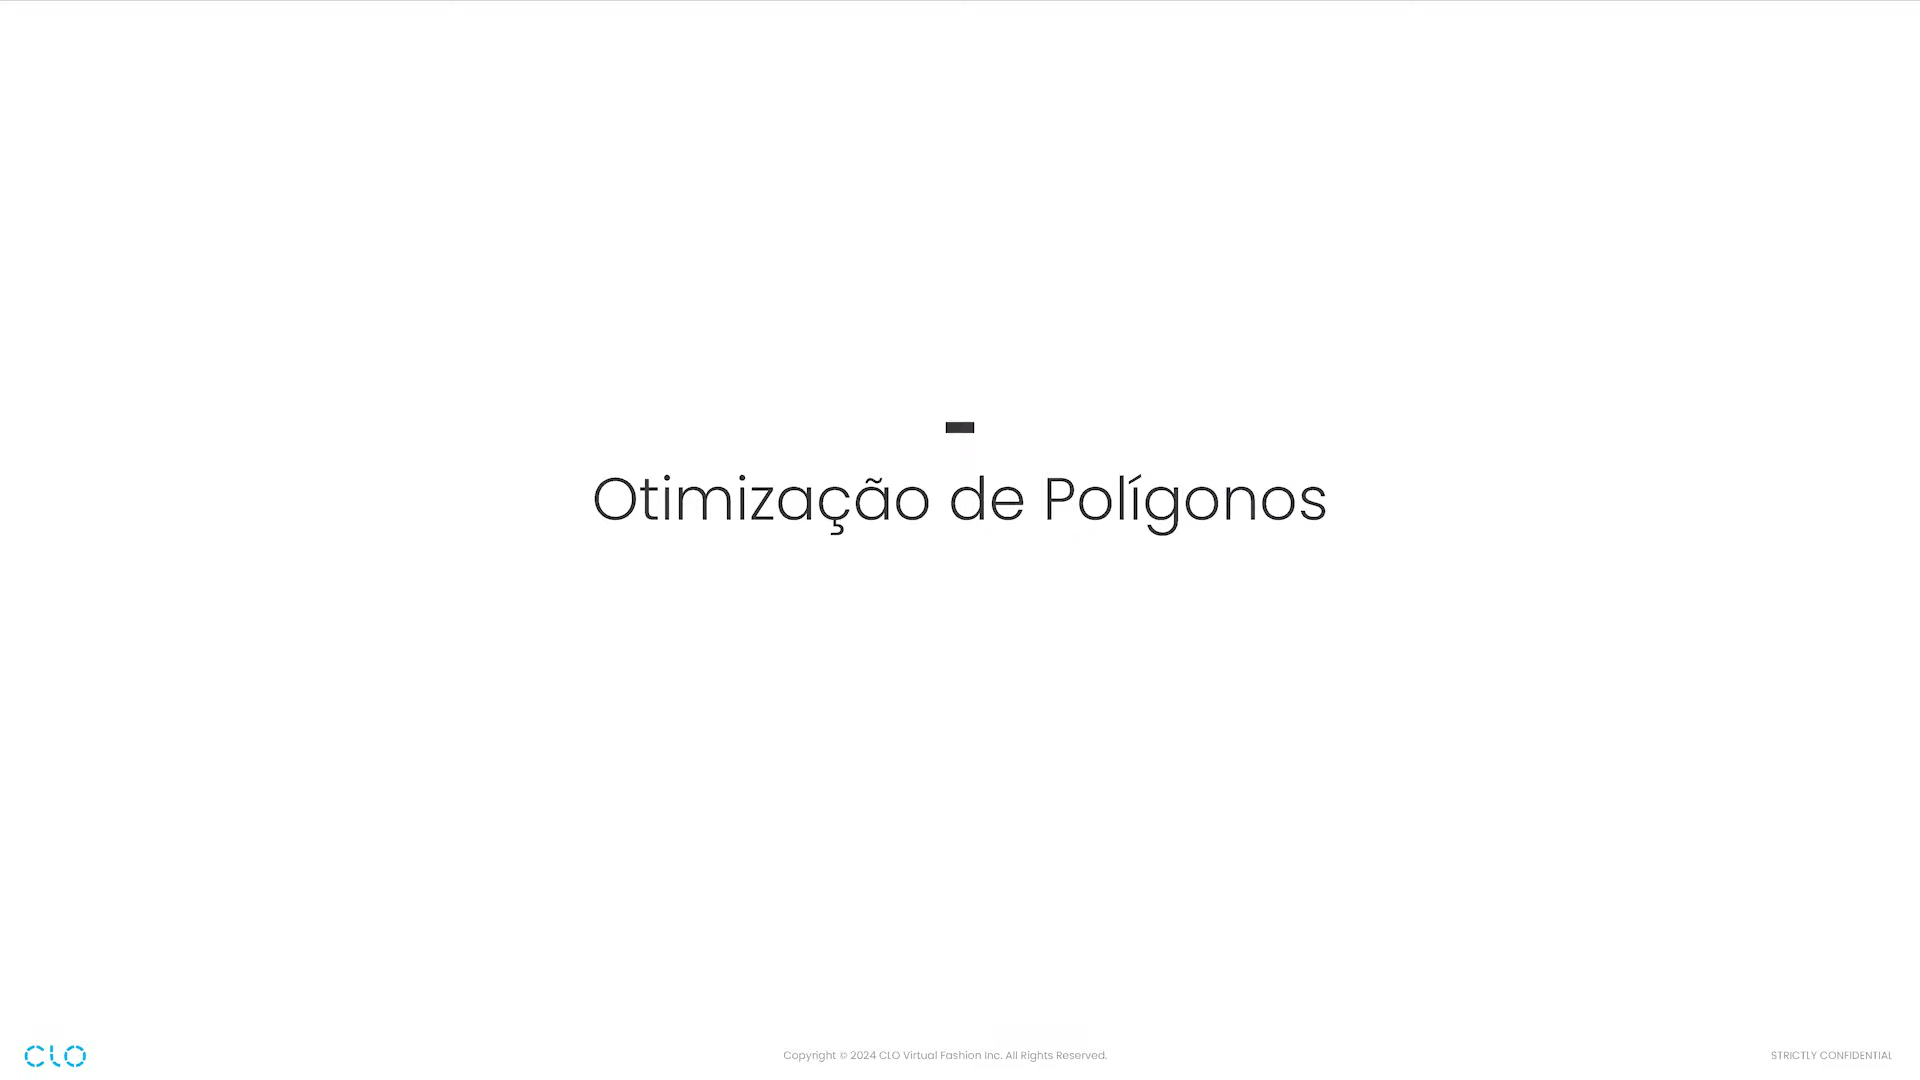 Otimização de Polígonos
CLO
Copyright © 2024 CLO Virtual Fashion Inc. All Rights Reserved.
STRICTLY CONFIDENTIAL